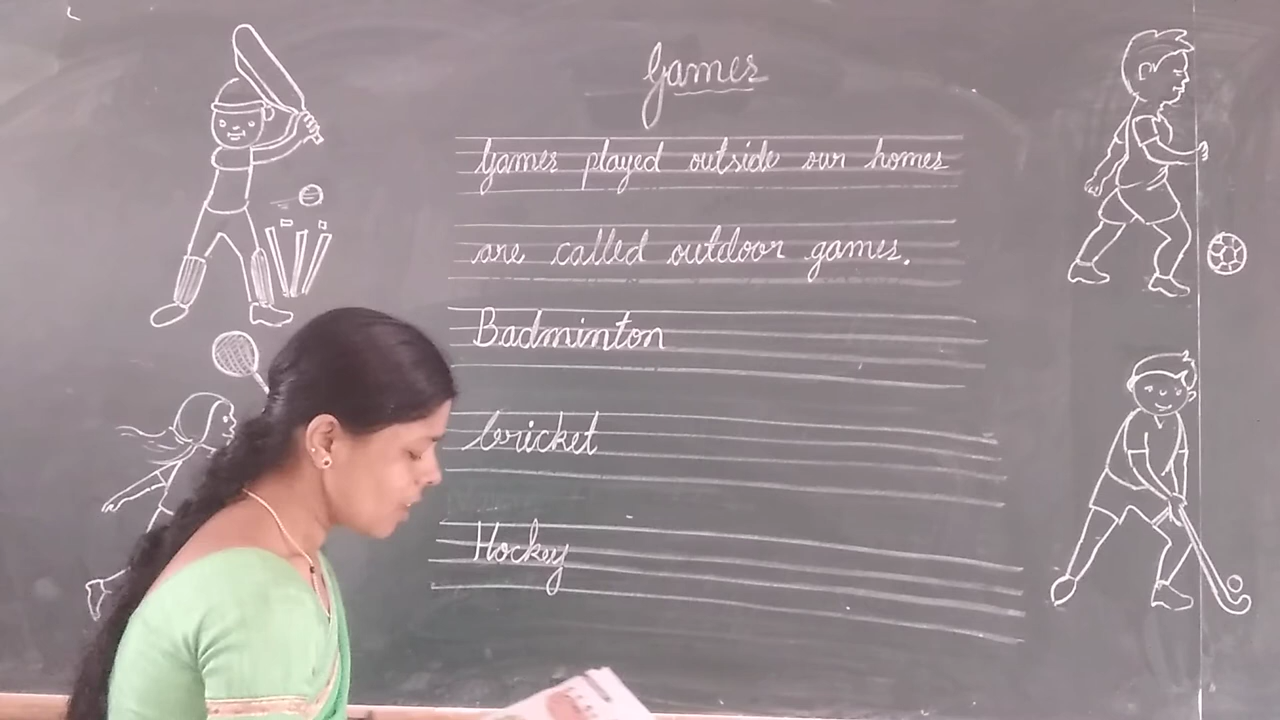 Games
Games played outside our homes
are called outdoor games.
Badminton
Cricket
Hockey